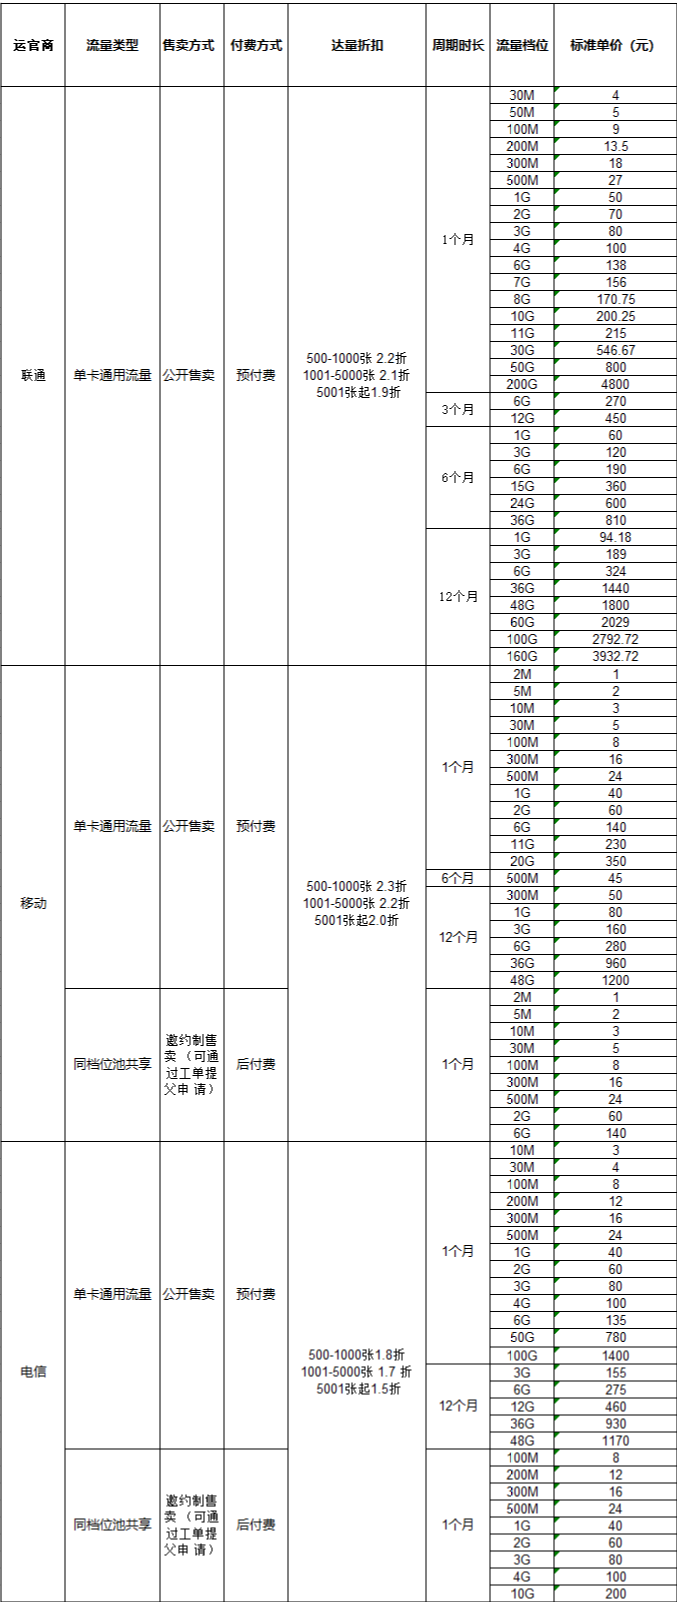 运官商 流量类型 售卖方式 付费方式 达量折扣 周期时长 流量档位 标准单价（元）
联通 单卡通用流量 公开售卖 预付费
500-1000张 2.2折
1001-5000张 2.1折
5001张起1.9折
1个月
30M 4
50M 5
100M 9
200M 13.5
300M 18
500M 27
1G 50
2G 70
3G 80
4G 100
6G 138
7G 156
8G 170.75
10G 200.25
11G 215
30G 546.67
50G 800
200G 4800
3个月
6G 270
12G 450
6个月
1G 60
3G 120
6G 190
15G 360
24G 600
36G 810
12个月
1G 94.18
3G 189
6G 324
36G 1440
48G 1800
60G 2029
100G 2792.72
160G 3932.72
移动 单卡通用流量 公开售卖 预付费
500-1000张 2.3折
1001-5000张 2.2折
5001张起2.0折
1个月
2M 1
5M 2
10M 3
30M 5
100M 8
300M 16
500M 24
1G 40
2G 60
6G 140
11G 230
20G 350
6个月
500M 45
12个月
300M 50
1G 80
3G 160
6G 280
36G 960
48G 1200
同档位池共享
邀约制售
卖 （可通
过工单提
父申 请）
后付费
1个月
2M 1
5M 2
10M 3
30M 5
100M 8
300M 16
500M 24
2G 60
6G 140
电信 单卡通用流量 公开售卖 预付费
500-1000张1.8折
1001-5000张 1.7 折
5001张起1.5折
1个月
10M 3
30M 4
100M 8
200M 12
300M 16
500M 24
1G 40
2G 60
3G 80
4G 100
6G 135
50G 780
100G 1400
12个月
3G 155
6G 275
12G 460
36G 930
48G 1170
同档位池共享
邀约制售
卖 （可通
过工单提
父申 请）
后付费
1个月
100M 8
200M 12
300M 16
500M 24
1G 40
2G 60
3G 80
4G 100
10G 200